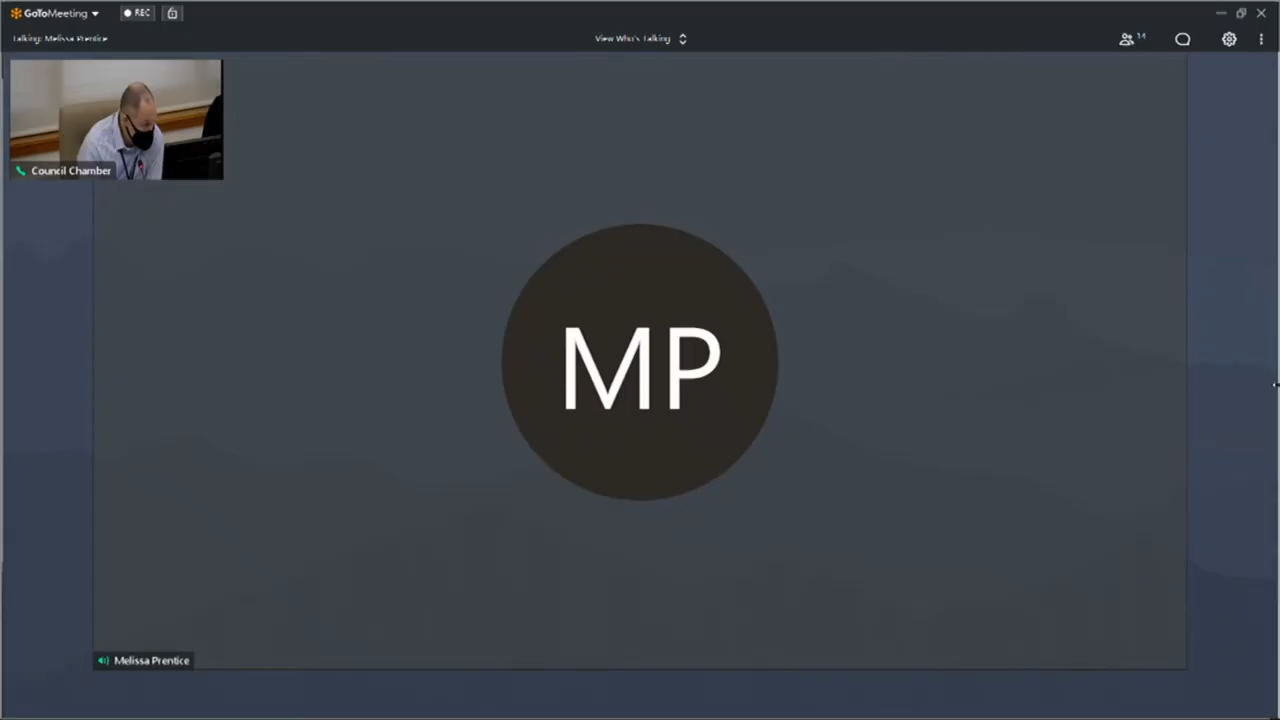 GoToMeeting
REC
Talking: Melissa Prentice
View Who's Talking
14
Council Chamber
MP
Melissa Prentice